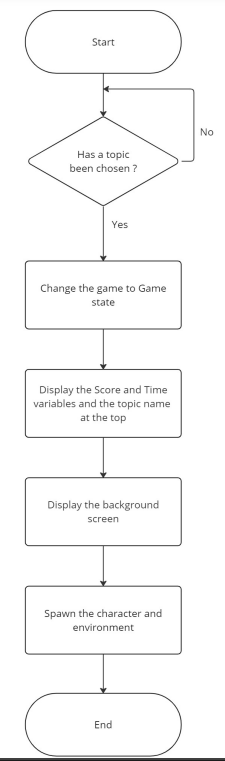 Start
No
Has a topic
been chosen ?
Yes
Change the game to Game
state
Display the Score and Time
variables and the topic name
at the top
Display the background
screen
Spawn the character and
environment
End